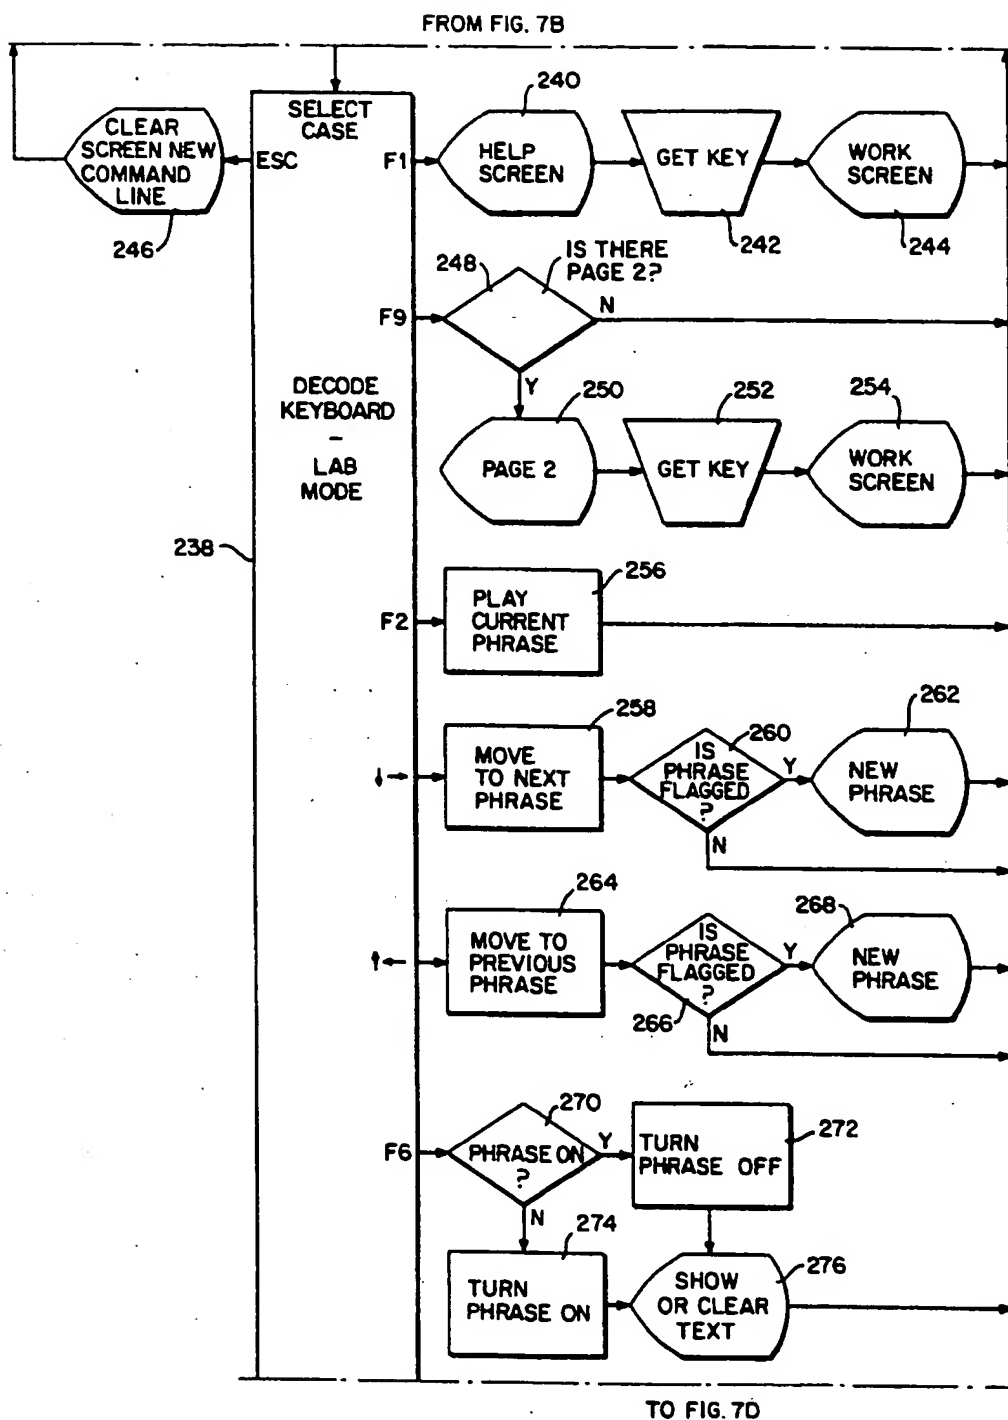 FROM FIG. 7B
SELECT
CASE
ESC
F1
CLEAR
SCREEN NEW
COMMAND
LINE
246
240
HELP
SCREEN
GET KEY
242
WORK
SCREEN
244
F9
248
IS THERE
PAGE 2?
N
Y
DECODE
KEYBOARD
-
LAB
MODE
250
PAGE 2
252
GET KEY
254
WORK
SCREEN
238
F2
256
PLAY
CURRENT
PHRASE
↓
258
MOVE
TO NEXT
PHRASE
260
IS
PHRASE
FLAGGED
?
Y
N
262
NEW
PHRASE
↑
264
MOVE TO
PREVIOUS
PHRASE
IS
PHRASE
FLAGGED
?
266
Y
N
268
NEW
PHRASE
F6
270
PHRASE ON
?
Y
N
272
TURN
PHRASE OFF
274
TURN
PHRASE ON
276
SHOW
OR CLEAR
TEXT
TO FIG. 7D